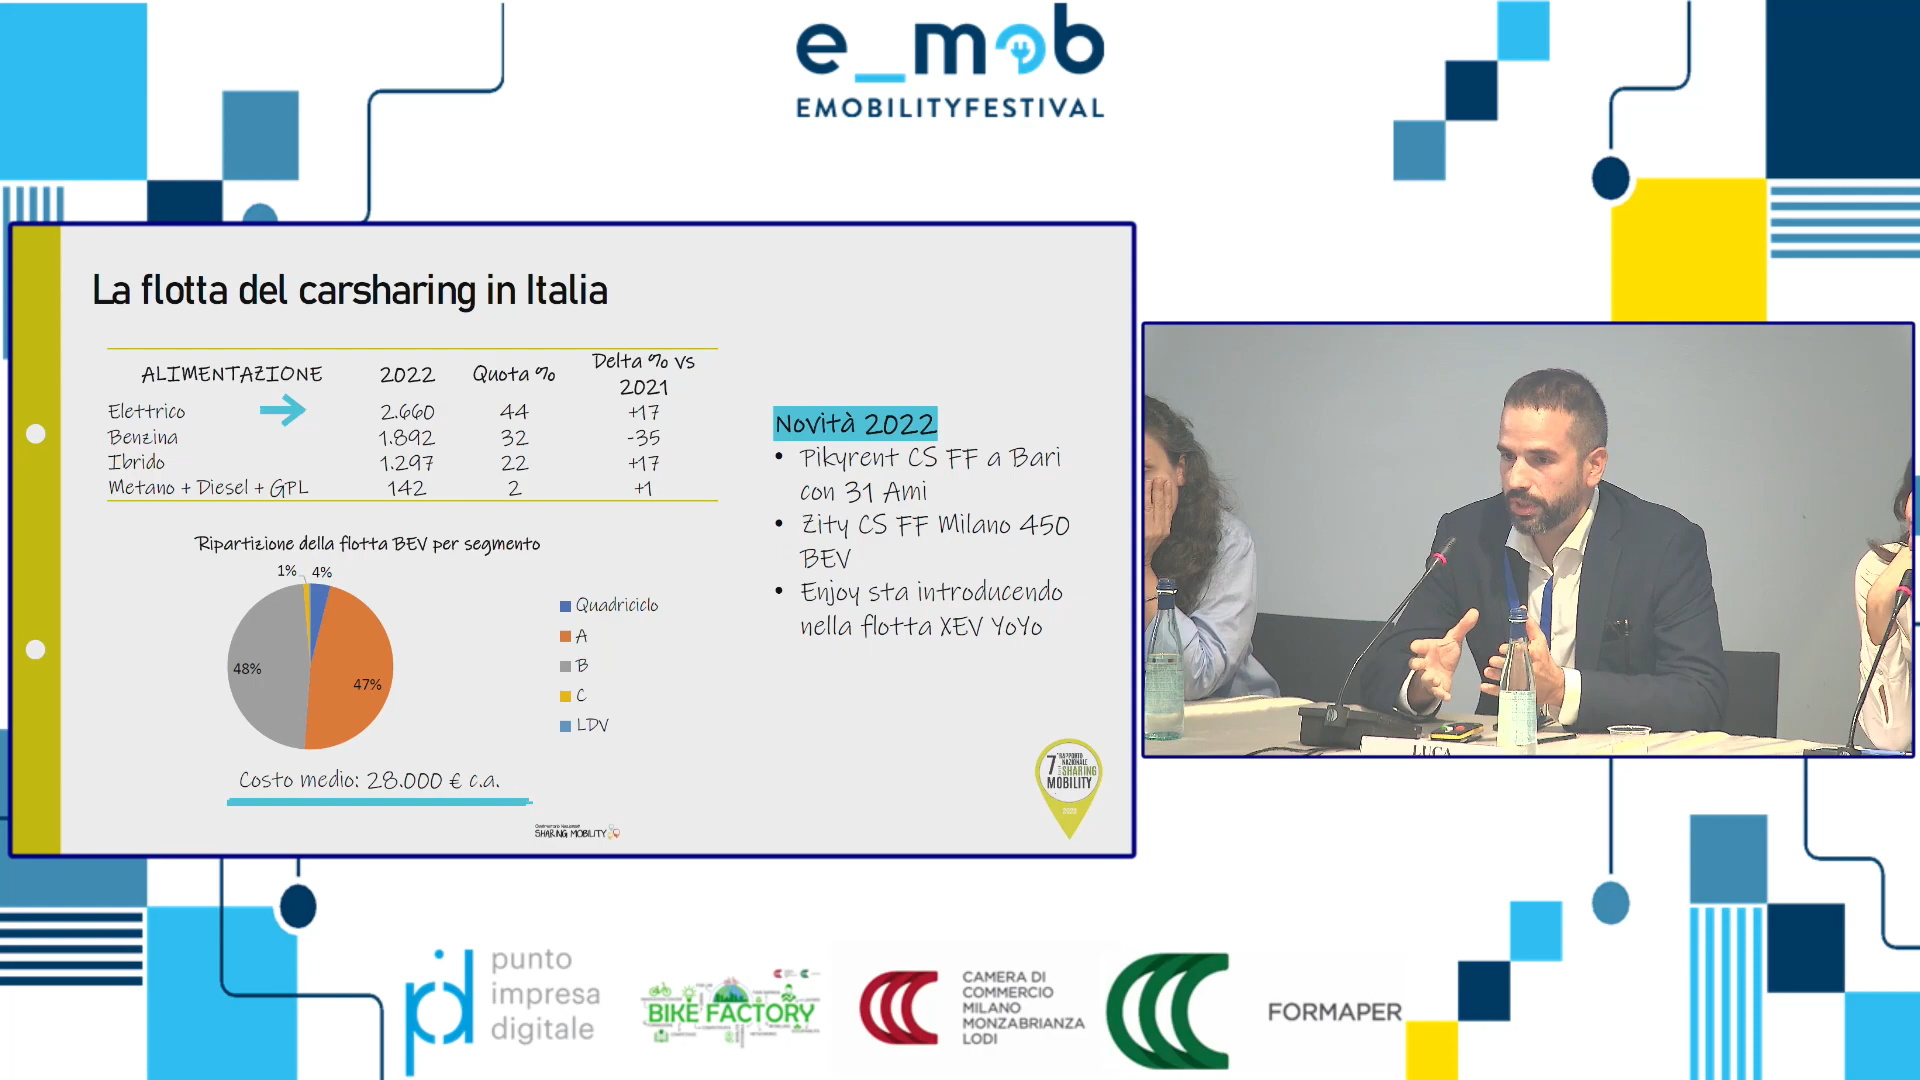 e_mob
EMOBILITYFESTIVAL
La flotta del carsharing in Italia
ALIMENTAZIONE 2022 Quota % Delta % vs 2021
Elettrico 2.660 44 +17
Benzina 1.892 32 -35
Ibrido 1.297 22 +17
Metano + Diesel + GPL 142 2 +1
Ripartizione della flotta BEV per segmento
1% 4%
48%
47%
Quadriciclo
A
B
C
LDV
Costo medio: 28.000 € c.a.
Novità 2022
• Pikyrent CS FF a Bari
con 31 Ami
• Zity CS FF Milano 450
BEV
• Enjoy sta introducendo
nella flotta XEV YoYo
7° RAPPORTO
NAZIONALE
SHARING
MOBILITY
SHARING MOBILITY
LUCA
punto
impresa
digitale
BIKE FACTORY
CAMERA DI
COMMERCIO
MILANO
MONZABRIANZA
LODI
FORMAPER